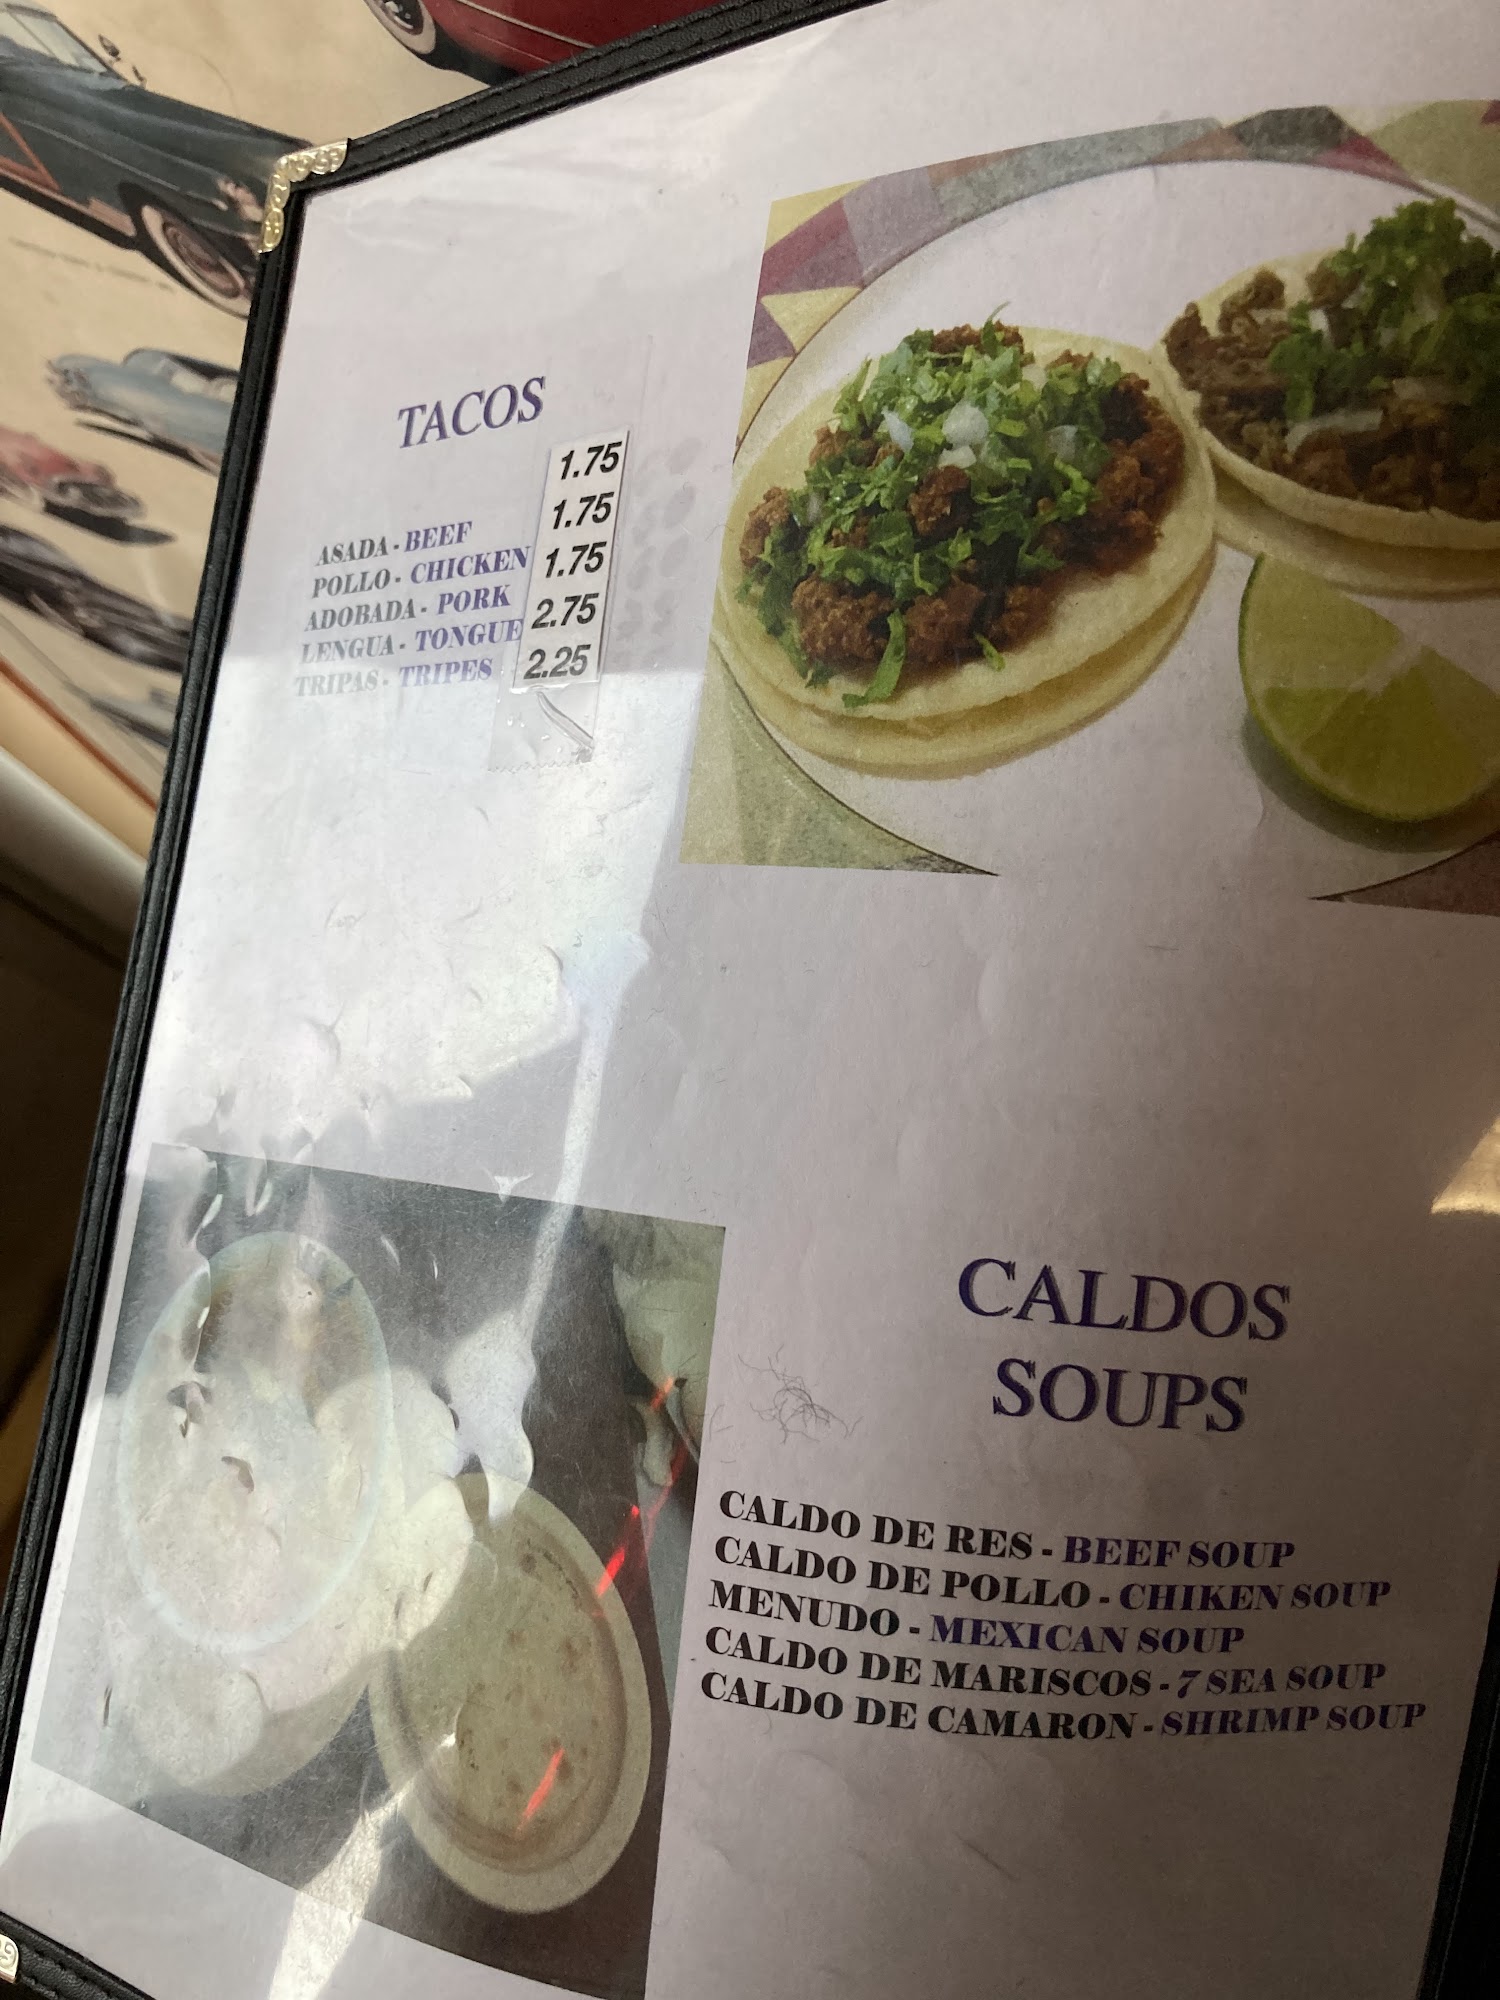 TACOS
ASADA - BEEF 1.75
POLLO - CHICKEN 1.75
ADOBADA - PORK 1.75
LENGUA - TONGUE 2.75
TRIPAS - TRIPES 2.25
CALDOS
SOUPS
CALDO DE RES - BEEF SOUP
CALDO DE POLLO - CHIKEN SOUP
MENUDO - MEXICAN SOUP
CALDO DE MARISCOS - 7 SEA SOUP
CALDO DE CAMARON - SHRIMP SOUP